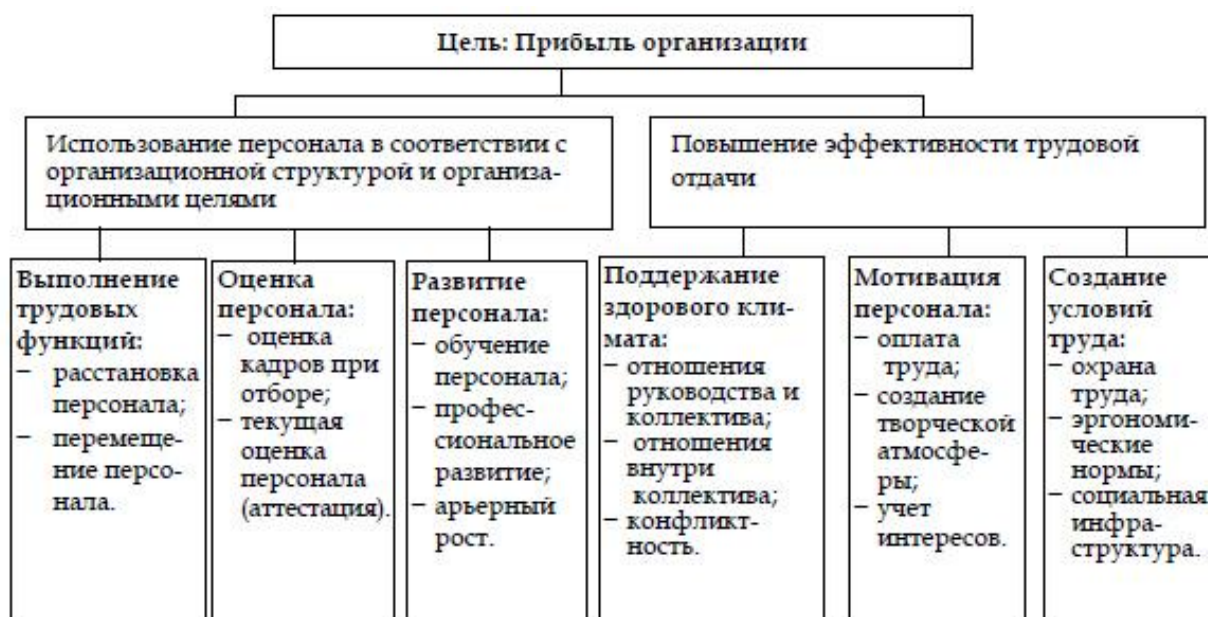 Цель: Прибыль организации
Использование персонала в соответствии с
организационной структурой и организа-
ционными целями
Повышение эффективности трудовой
отдачи
Выполнение
трудовых
функций:
– расстановка
персонала;
– перемеще-
ние персо-
нала.
Оценка
персонала:
– оценка
кадров при
отборе;
– текущая
оценка
персонала
(аттестация).
Развитие
персонала:
– обучение
персонала;
– профес-
сиональное
развитие;
– арьерный
рост.
Поддержание
здорового кли-
мата:
– отношения
руководства и
коллектива;
– отношения
внутри
коллектива;
– конфликт-
ность.
Мотивация
персонала:
– оплата
труда;
– создание
творческой
атмосфе-
ры;
– учет
интересов.
Создание
условий
труда:
– охрана
труда;
– эргономи-
ческие
нормы;
– социальная
инфра-
структура.